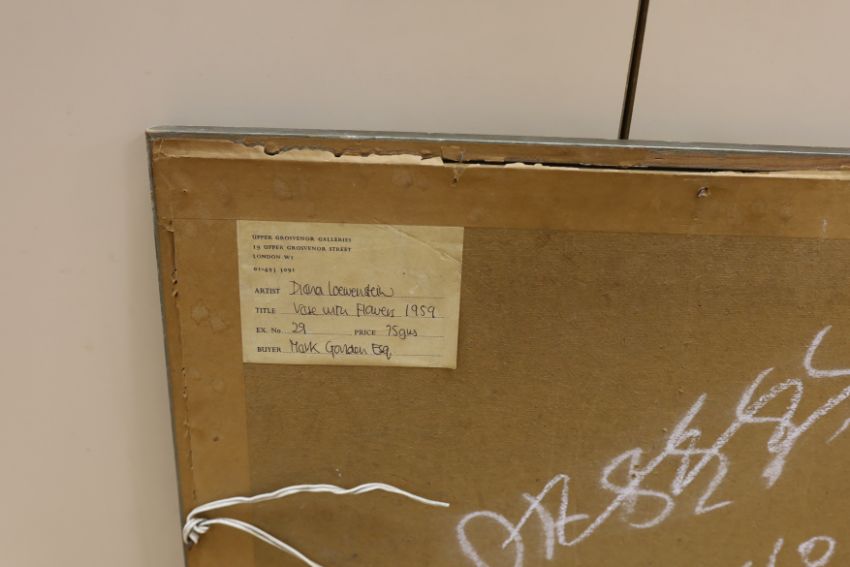 UPPER GROSVENOR GALLERIES
19 UPPER GROSVENOR STREET
LONDON W1
01-493 3091
ARTIST Diana Loewenstein
TITLE Vase with Flowers 1959
EX. No. 29 PRICE 75gns
BUYER Mark Gordon Esq